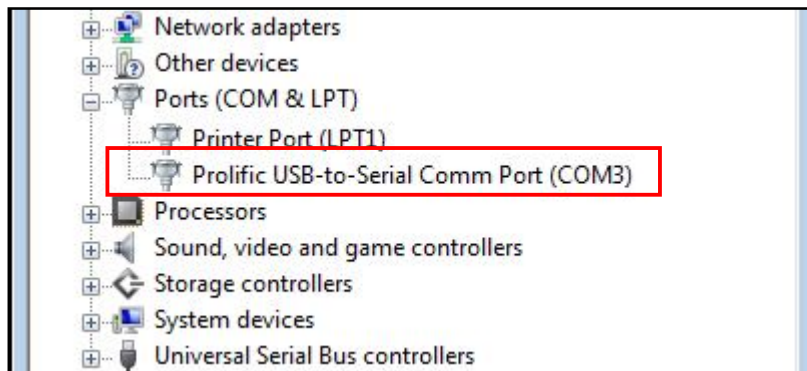 Network adapters
Other devices
Ports (COM & LPT)
Printer Port (LPT1)
Prolific USB-to-Serial Comm Port (COM3)
Processors
Sound, video and game controllers
Storage controllers
System devices
Universal Serial Bus controllers